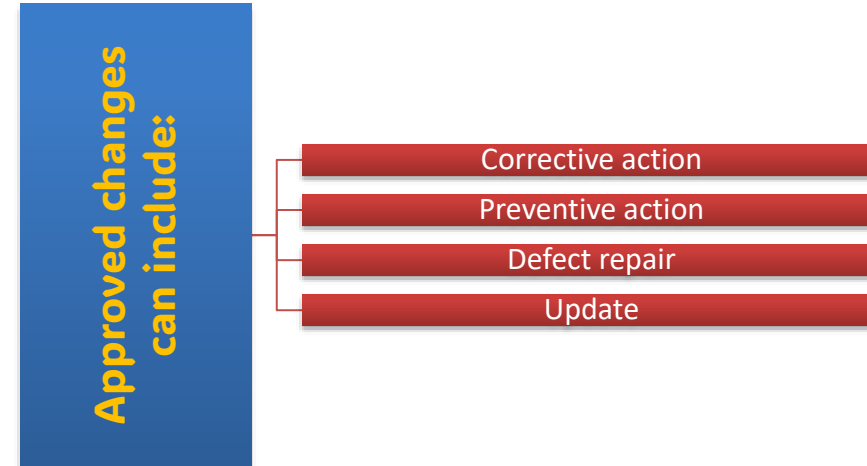 Approved changes
can include:
Corrective action
Preventive action
Defect repair
Update